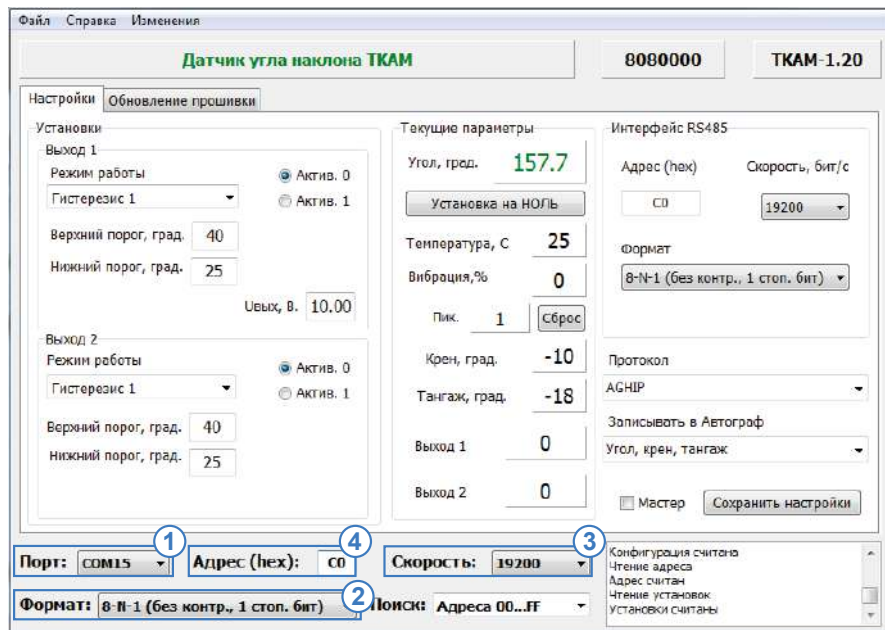 Файл Справка Изменения
Датчик угла наклона ТКАМ
8080000
ТКАМ-1.20
Настройки
Обновление прошивки
Установки
Выход 1
Режим работы
Гистерезис 1
Актив. 0
Актив. 1
Верхний порог, град. 40
Нижний порог, град. 25
Uвых, В. 10.00
Выход 2
Режим работы
Гистерезис 1
Актив. 0
Актив. 1
Верхний порог, град. 40
Нижний порог, град. 25
Текущие параметры
Угол, град. 157.7
Установка на НОЛЬ
Температура, С 25
Вибрация,% 0
Пик. 1 Сброс
Крен, град. -10
Тангаж, град. -18
Выход 1 0
Выход 2 0
Интерфейс RS485
Адрес (hex) Скорость, бит/с
C0 19200
Формат
8-N-1 (без контр., 1 стоп. бит)
Протокол
AGHIP
Записывать в Автограф
Угол, крен, тангаж
Мастер Сохранить настройки
1 4 3
Порт: COM15 Адрес (hex): C0 Скорость: 19200
2
Формат: 8-N-1 (без контр., 1 стоп. бит) Поиск: Адреса 00...FF
Конфигурация считана
Чтение адреса
Адрес считан
Чтение установок
Установки считаны